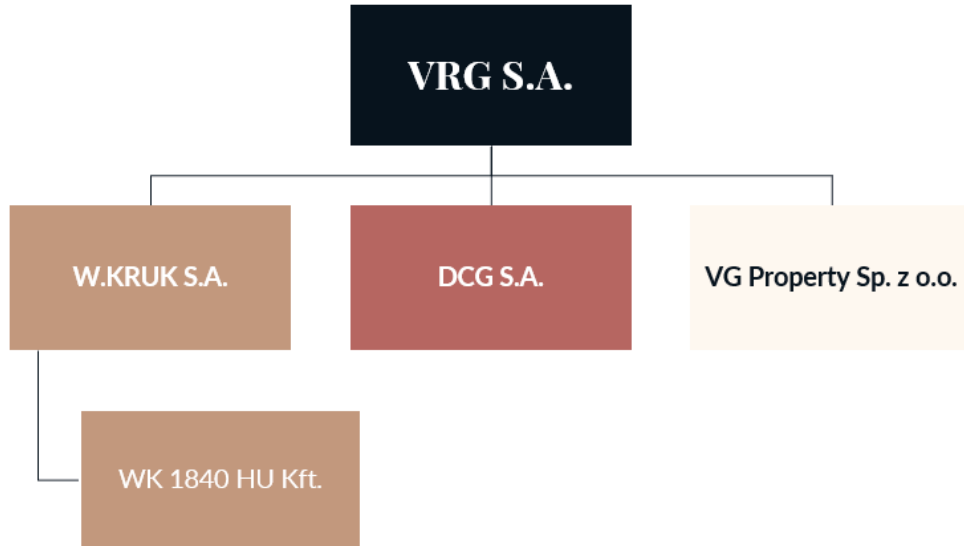 VRG S.A.
W.KRUK S.A.
DCG S.A.
VG Property Sp. z o.o.
WK 1840 HU Kft.